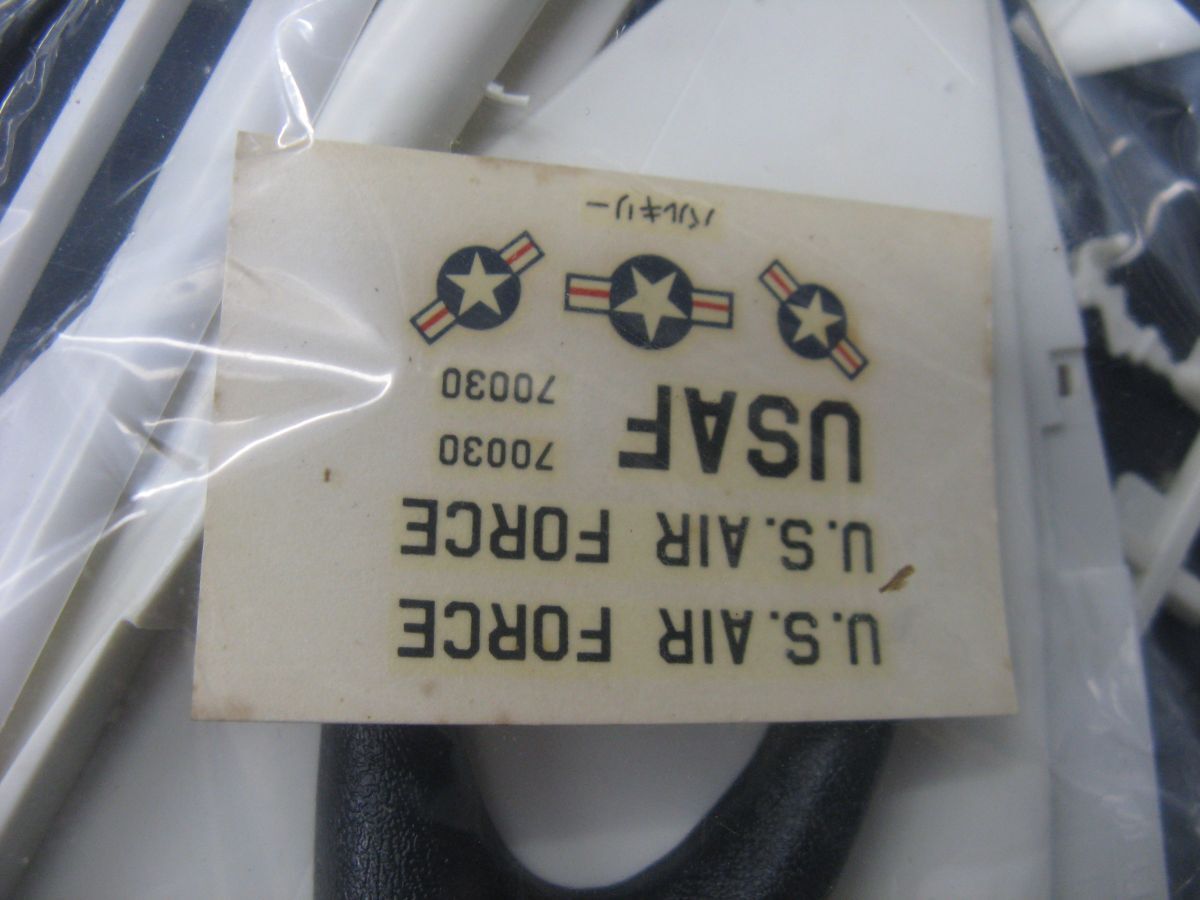 U.S.AIR FORCE
U.S.AIR FORCE
USAF
70030
70030
バルキリー